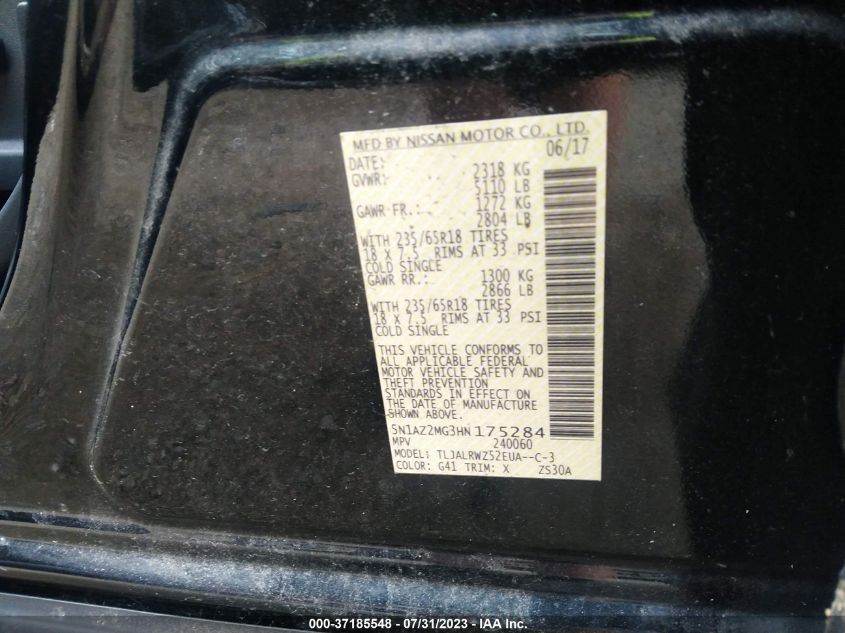 MFD BY NISSAN MOTOR CO., LTD.
DATE: 06/17
GVWR: 2318 KG
5110 LB
GAWR FR.: 1272 KG
2804 LB
WITH 235/65R18 TIRES
18 X 7.5 RIMS AT 33 PSI
COLD SINGLE
GAWR RR.: 1300 KG
2866 LB
WITH 235/65R18 TIRES
18 X 7.5 RIMS AT 33 PSI
COLD SINGLE
THIS VEHICLE CONFORMS TO
ALL APPLICABLE FEDERAL
MOTOR VEHICLE SAFETY AND
THEFT PREVENTION
STANDARDS IN EFFECT ON
THE DATE OF MANUFACTURE
SHOWN ABOVE.
5N1AZ2MG3HN175284
MPV 240060
MODEL: TLJALRWZ52EUA--C-3
COLOR: G41 TRIM: X ZS30A
000-37185548 - 07/31/2023 - IAA Inc.